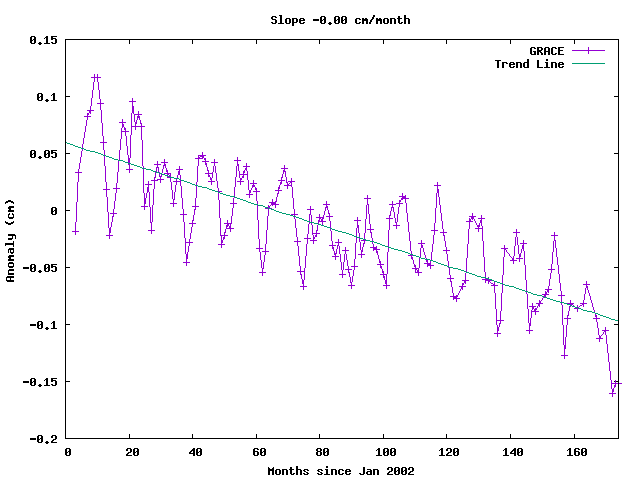 Slope -0.00 cm/month
GRACE
Trend Line
0.15
0.1
0.05
0
-0.05
-0.1
-0.15
-0.2
Anomaly (cm)
0 20 40 60 80 100 120 140 160
Months since Jan 2002